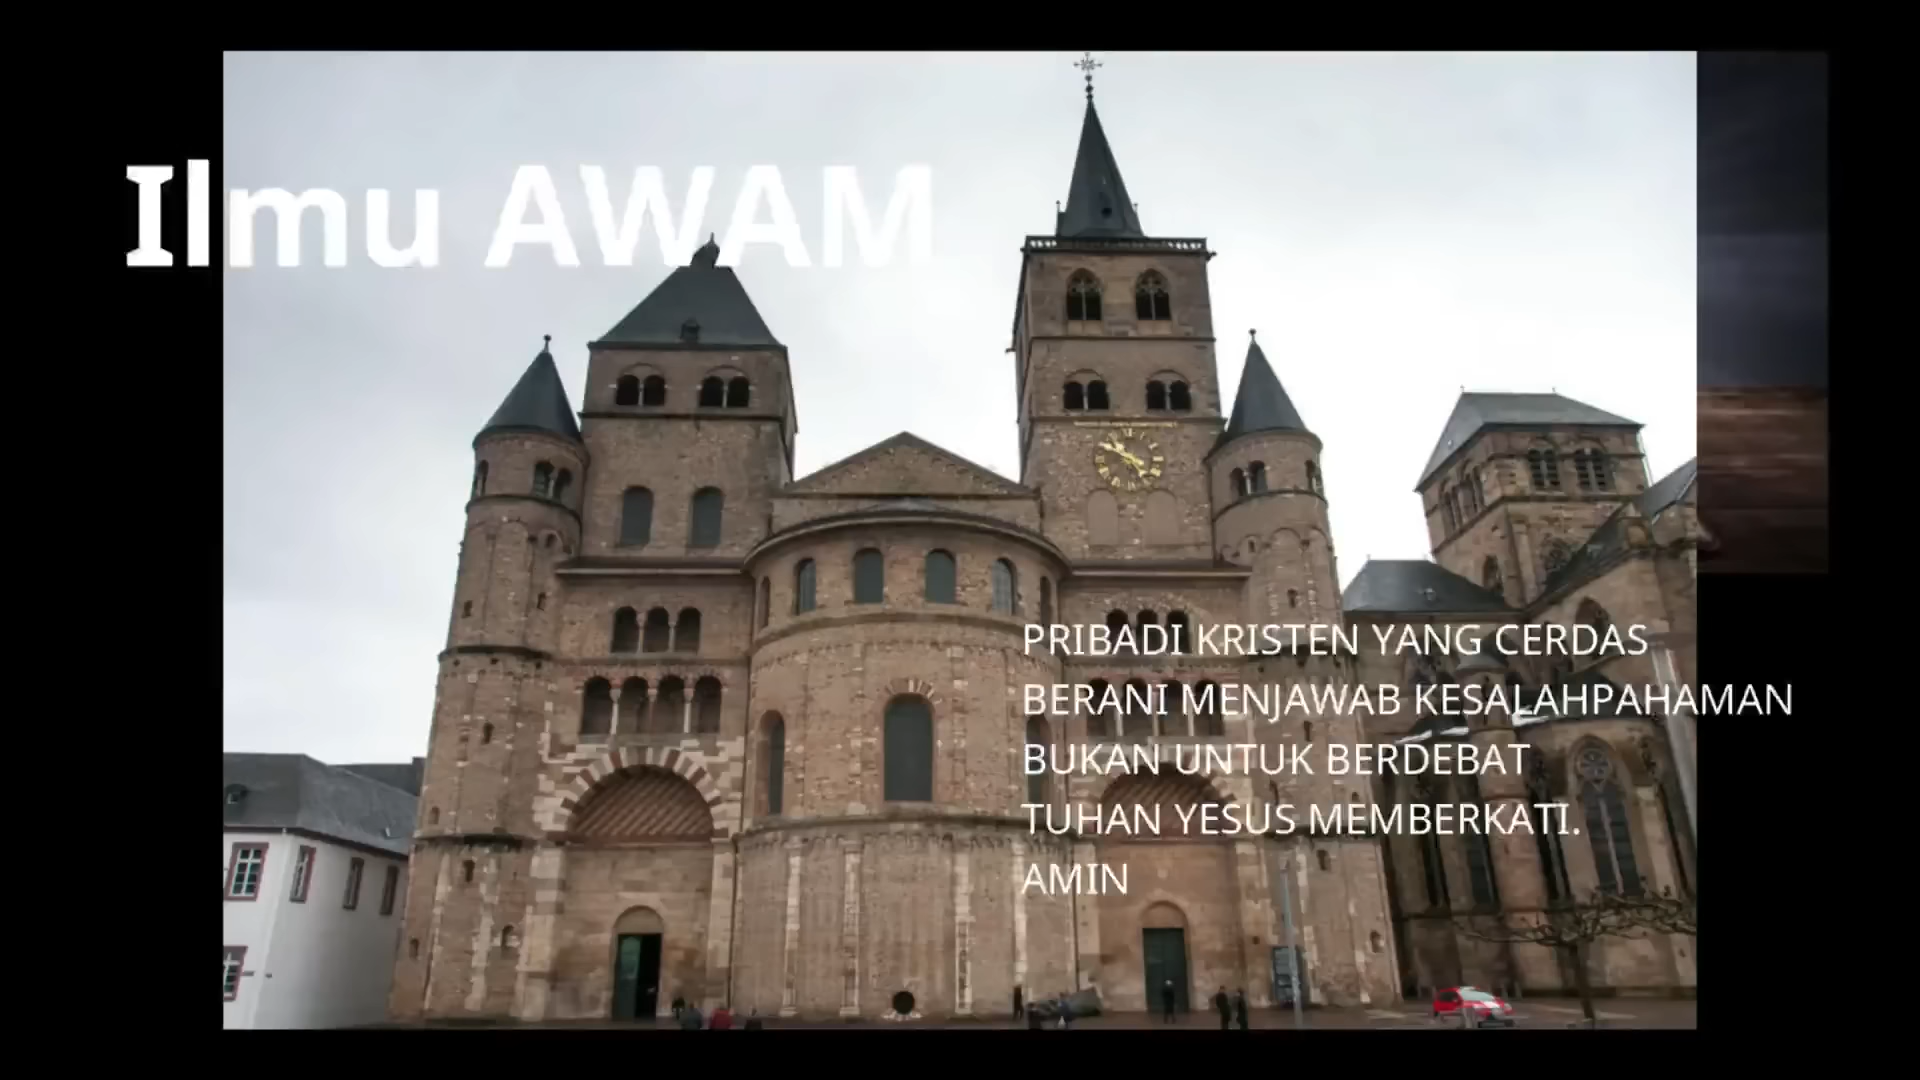 Ilmu AWAM
PRIBADI KRISTEN YANG CERDAS
BERANI MENJAWAB KESALAHPAHAMAN
BUKAN UNTUK BERDEBAT
TUHAN YESUS MEMBERKATI.
AMIN